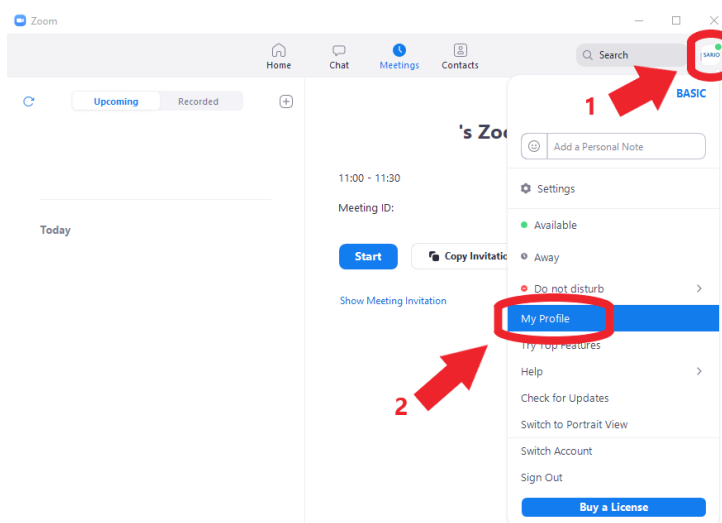 Zoom
Home
Chat
Meetings
Contacts
Search
SARIO
1
BASIC
Upcoming
Recorded
's Zoo
Add a Personal Note
11:00 - 11:30
Settings
Meeting ID:
Available
Today
Away
Start
Copy Invitatio
Do not disturb
Show Meeting Invitation
My Profile
Try Top Features
Help
2
Check for Updates
Switch to Portrait View
Switch Account
Sign Out
Buy a License